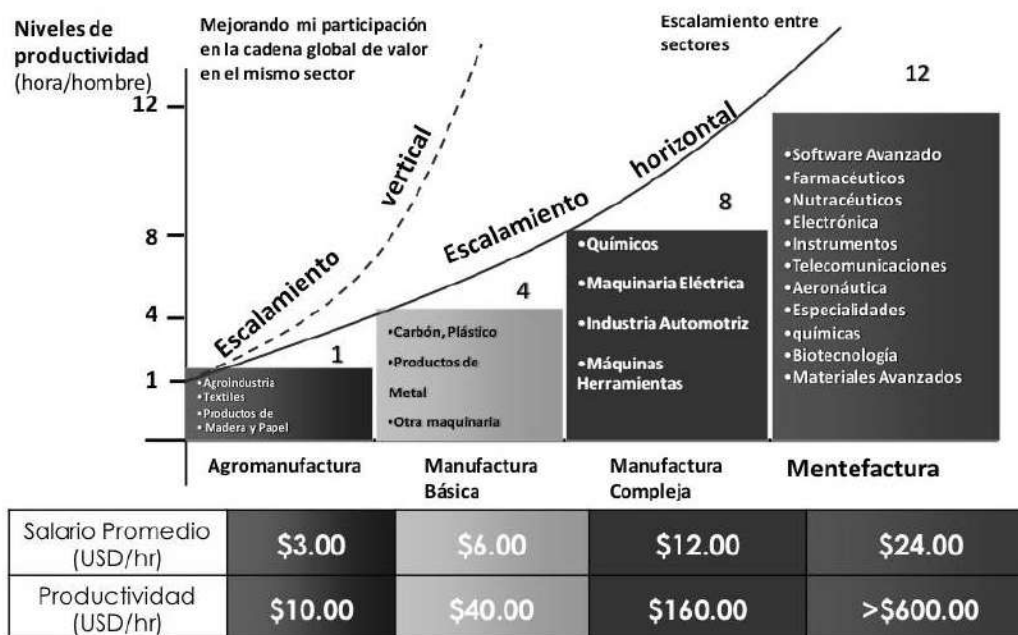 Niveles de
productividad
(hora/hombre)
Mejorando mi participación
en la cadena global de valor
en el mismo sector
Escalamiento entre
sectores
12
8
4
1
Escalamiento vertical
Escalamiento horizontal
1
•AgroIndustria
•Textiles
•Productos de
•Madera y Papel
4
•Carbón, Plástico
•Productos de
Metal
•Otra maquinaria
8
•Químicos
•Maquinaria Eléctrica
•Industria Automotriz
•Máquinas
Herramientas
12
•Software Avanzado
•Farmacéuticos
•Nutracéuticos
•Electrónica
•Instrumentos
•Telecomunicaciones
•Aeronáutica
•Especialidades
•químicas
•Biotecnología
•Materiales Avanzados
Agromanufactura
Manufactura
Básica
Manufactura
Compleja
Mentefactura
Salario Promedio
(USD/hr)
$3.00
$6.00
$12.00
$24.00
Productividad
(USD/hr)
$10.00
$40.00
$160.00
>$600.00